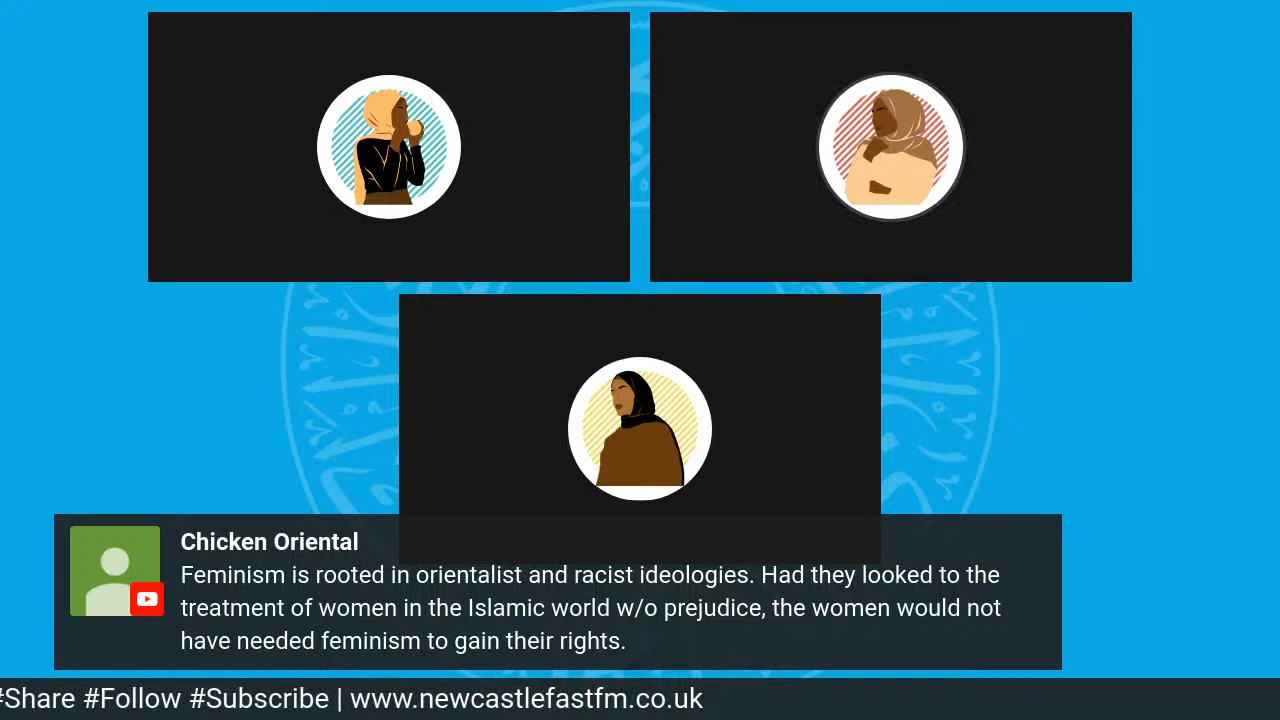 Chicken Oriental
Feminism is rooted in orientalist and racist ideologies. Had they looked to the
treatment of women in the Islamic world w/o prejudice, the women would not
have needed feminism to gain their rights.
#Share #Follow #Subscribe | www.newcastlefastfm.co.uk